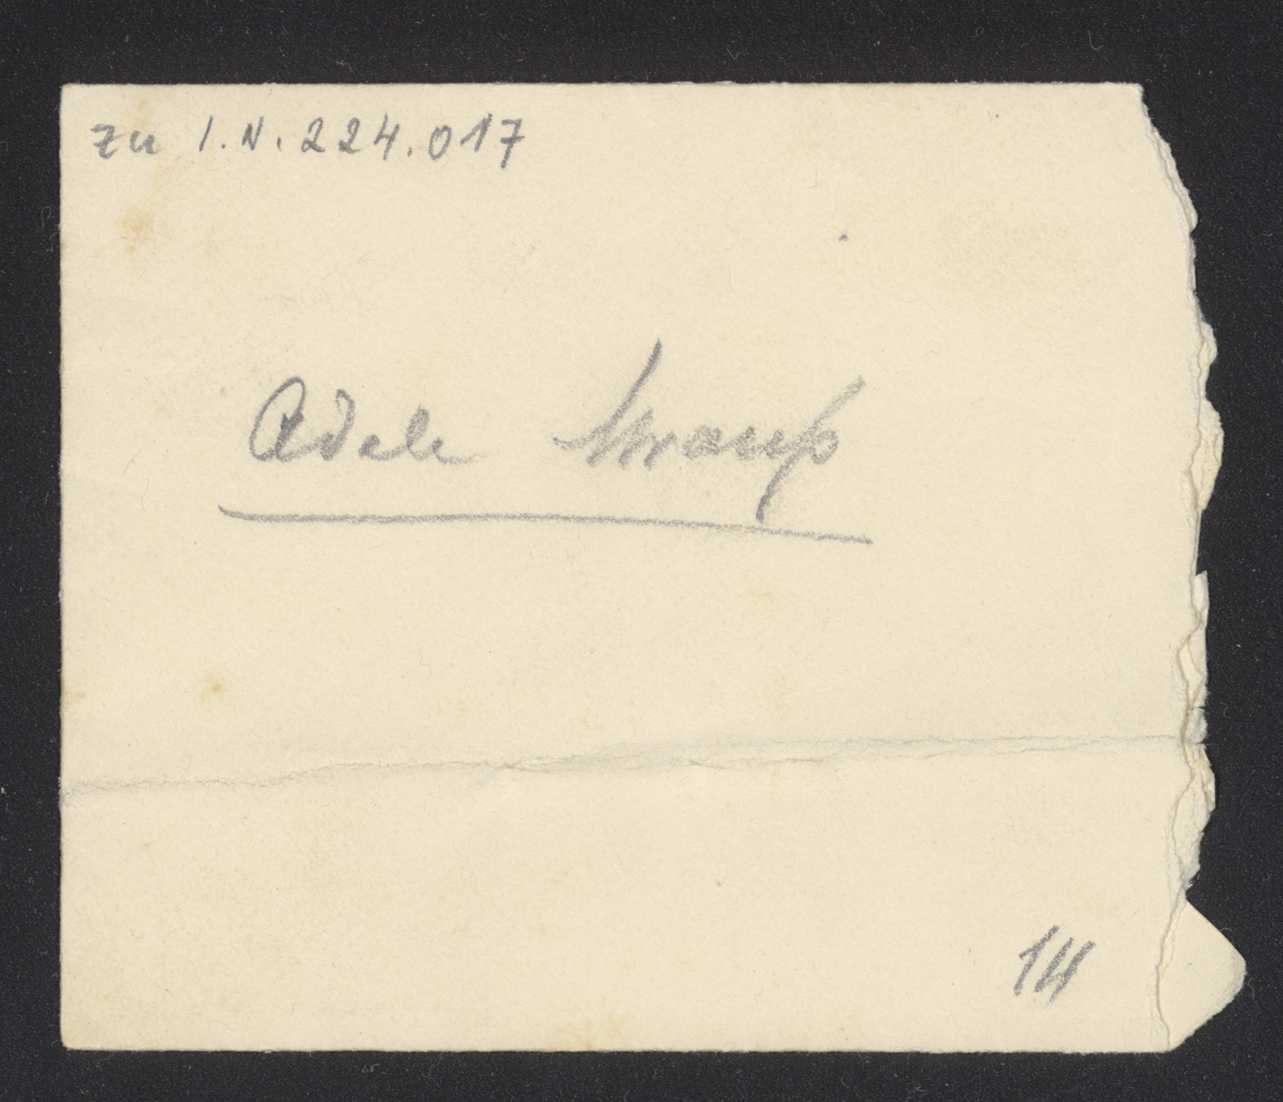 zu I.N. 224.017
Adele Strauß
14